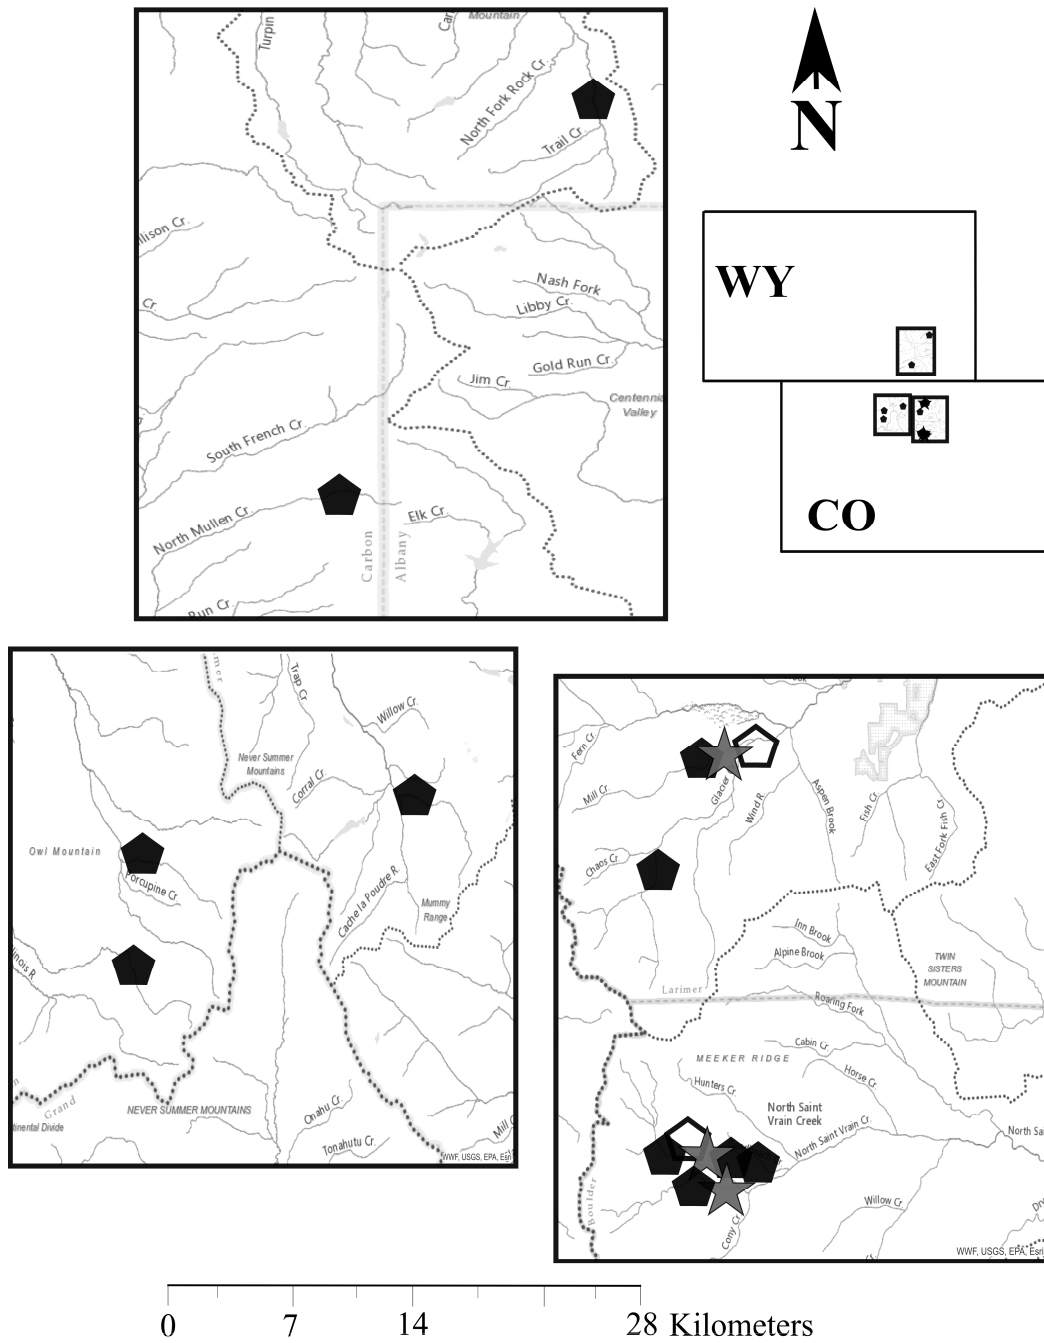 Mountain
Turpin
North Fork Rock Cr.
Trail Cr.
Cr.
Nash Fork
Libby Cr.
Gold Run Cr.
Jim Cr.
Centennia
Valley
South French Cr.
North Mullen Cr.
Elk Cr.
Carbon
Albany
Run Cr.
N
WY
CO
Trap Cr
Willow Cr.
Never Summer
Mountains
Corral Cr.
Owl Mountain
Porcupine Cr.
Cache la Poudre R.
Mummy
Range
linois R
Grand
tinental Divide
NEVER SUMMER MOUNTAINS
Onahu Cr.
Tonahutu Cr.
Mill C
WWF, USGS, EPA, Esri
Fern Cr.
Mill Cr
Glacier
Wind R
Aspen Brook
Fish Cr.
East Fork Fish Cr.
Chaos Cr
Inn Brook
Alpine Brook
TWIN
SISTERS
MOUNTAIN
Larimer
Roaring Fork
Cabin Cr.
MEEKER RIDGE
Horse Cr.
Hunters Cr.
North Saint
Vrain Creek
North Saint Vrain Cr.
North Sai
Boulder
Cony Cr.
Willow Cr.
WWF, USGS, EPA, Esri
0 7 14 28 Kilometers